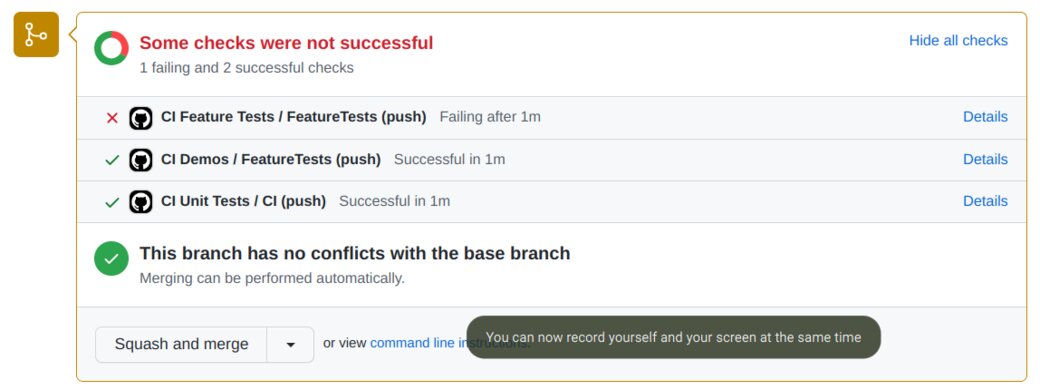 Some checks were not successful
Hide all checks
1 failing and 2 successful checks
CI Feature Tests / FeatureTests (push) Failing after 1m Details
CI Demos / FeatureTests (push) Successful in 1m Details
CI Unit Tests / CI (push) Successful in 1m Details
This branch has no conflicts with the base branch
Merging can be performed automatically.
Squash and merge
or view command line instructions.
You can now record yourself and your screen at the same time